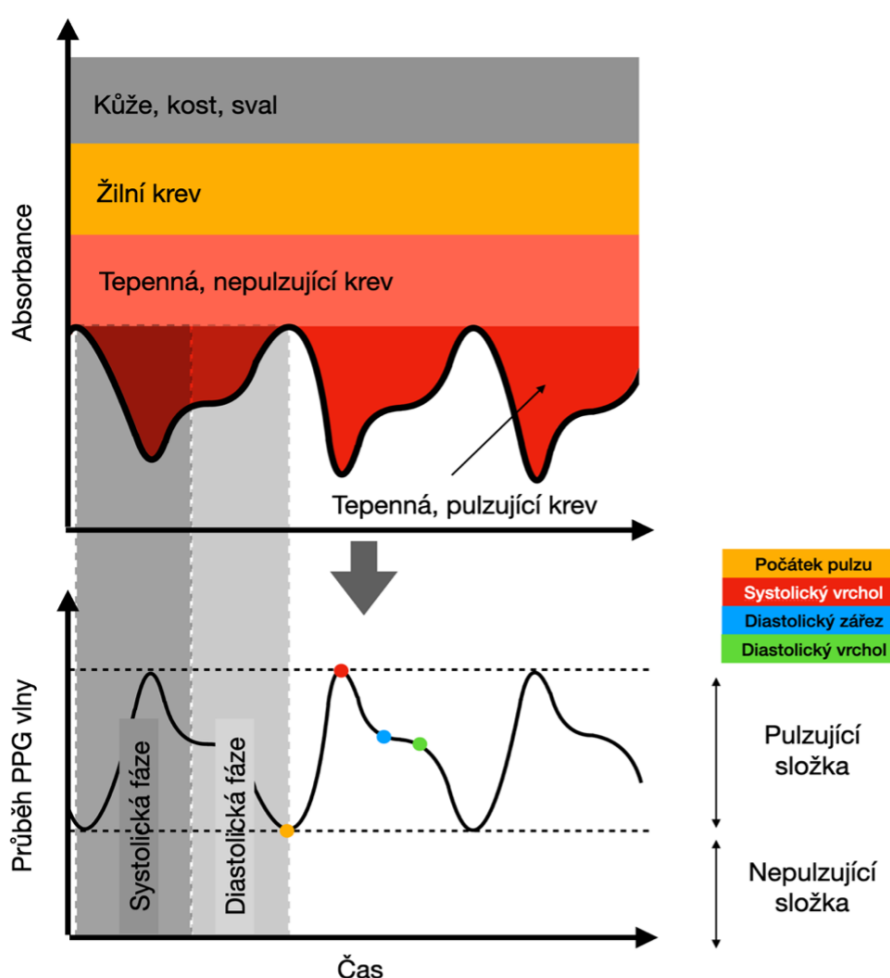 Absorbance
Kůže, kost, sval
Žilní krev
Tepenná, nepulzující krev
Tepenná, pulzující krev
Počátek pulzu
Systolický vrchol
Diastolický zářez
Diastolický vrchol
Průběh PPG vlny
Systolická fáze
Diastolická fáze
Pulzující
složka
Nepulzující
složka
Čas